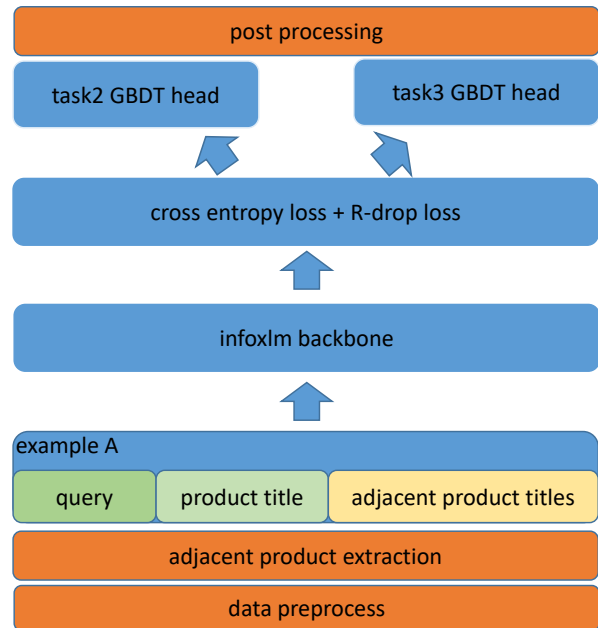 post processing
task2 GBDT head
task3 GBDT head
cross entropy loss + R-drop loss
infoxlm backbone
example A
query
product title
adjacent product titles
adjacent product extraction
data preprocess